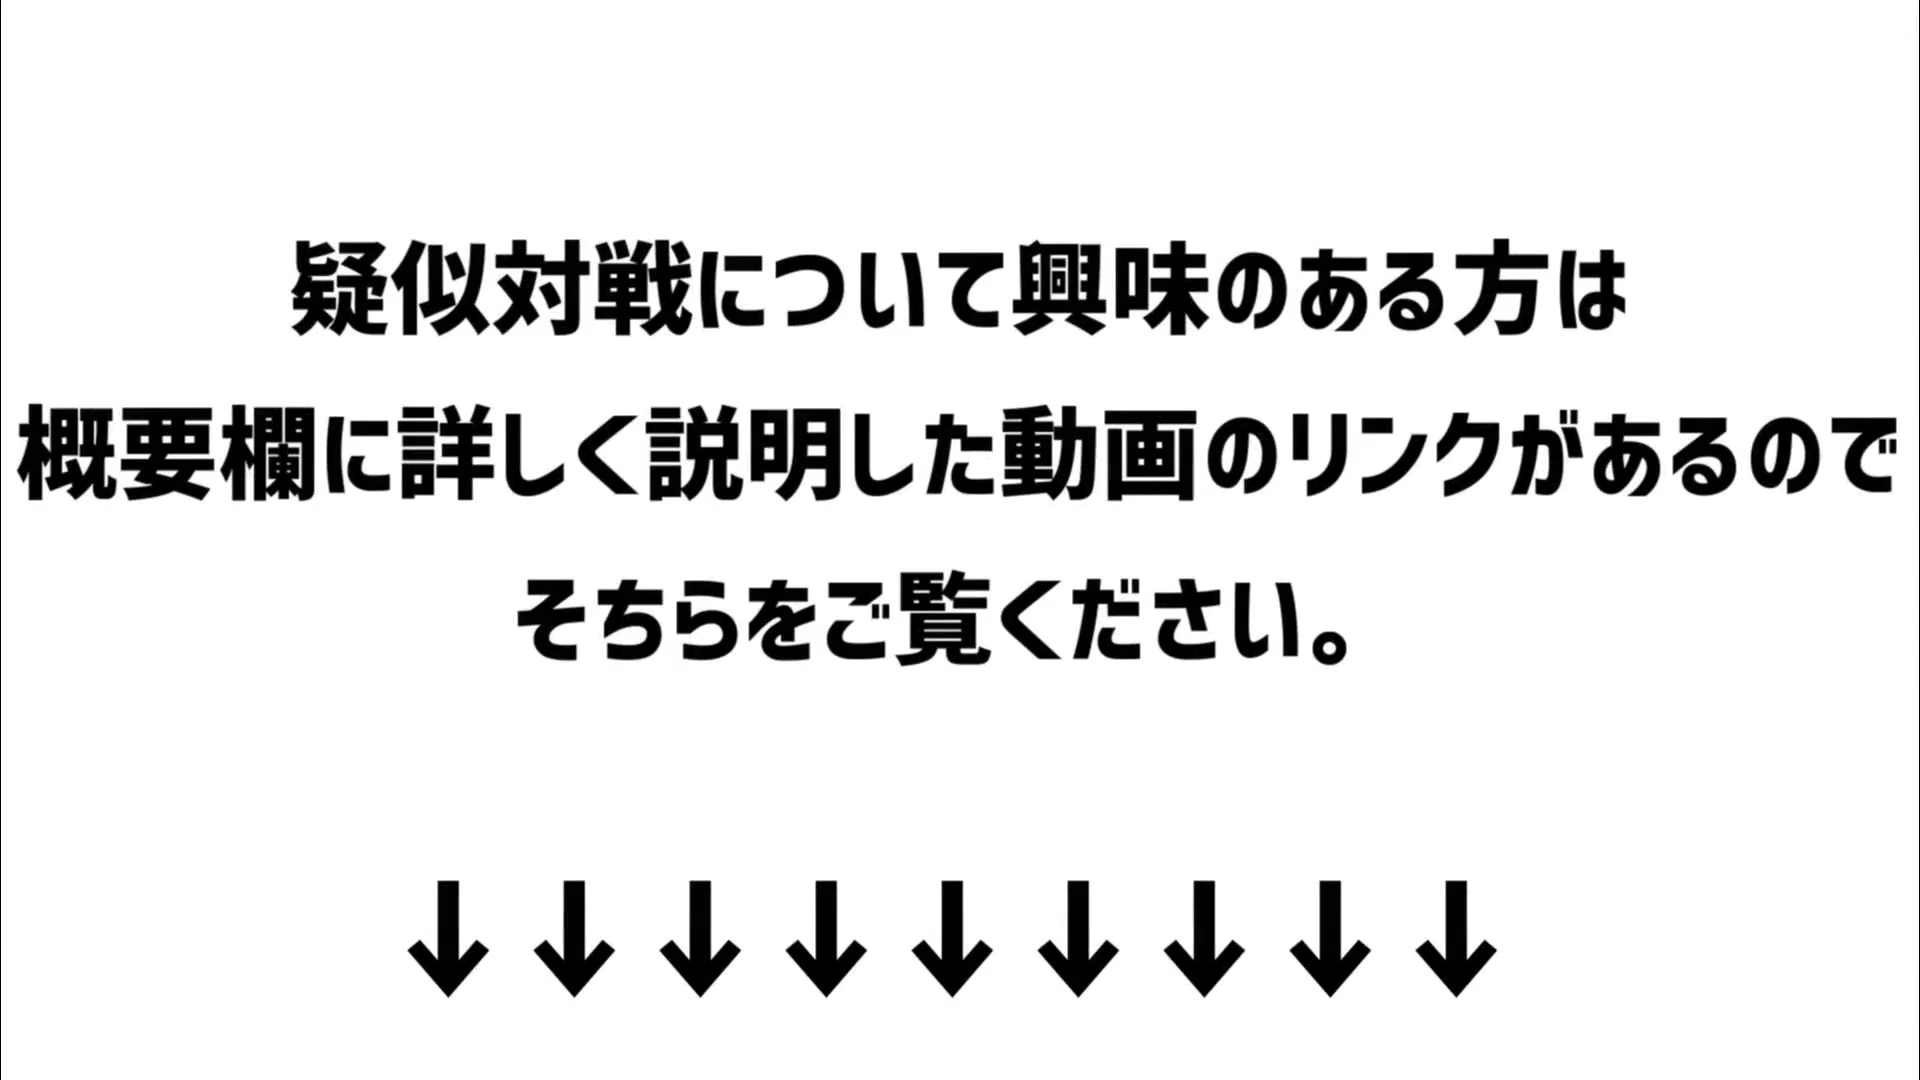 疑似対戦について興味のある方は
概要欄に詳しく説明した動画のリンクがあるので
そちらをご覧ください。
↓↓↓↓↓↓↓↓↓